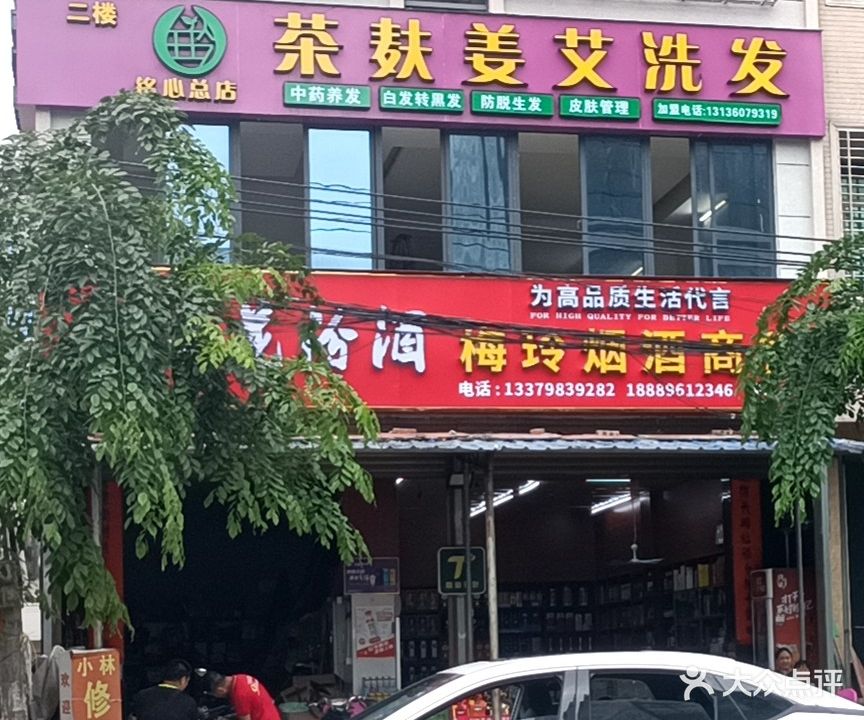 二楼
茶麸姜艾洗发
铭心总店
中药养发 白发转黑发 防脱生发 皮肤管理 加盟电话:13136079319
为高品质生活代言
FOR HIGH QUALITY FOR BETTER LIFE
汾酒 梅玲烟酒商
电话:13379839282 18889612346
小林
欢迎
修
大众点评